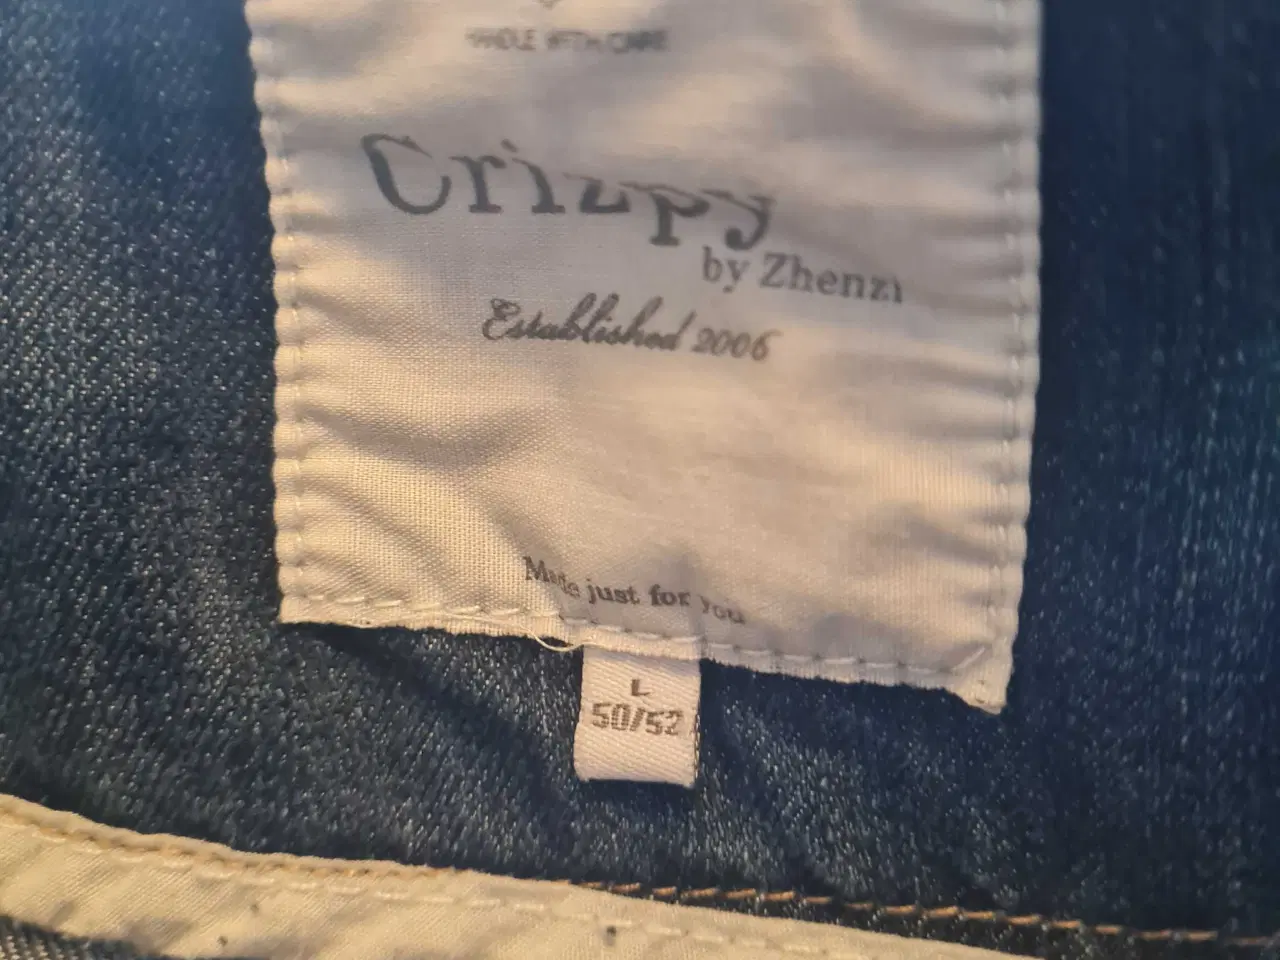 HANDLE WITH CARE
Crizpy
by Zhenzi
Established 2006
Made just for you
L
50/52